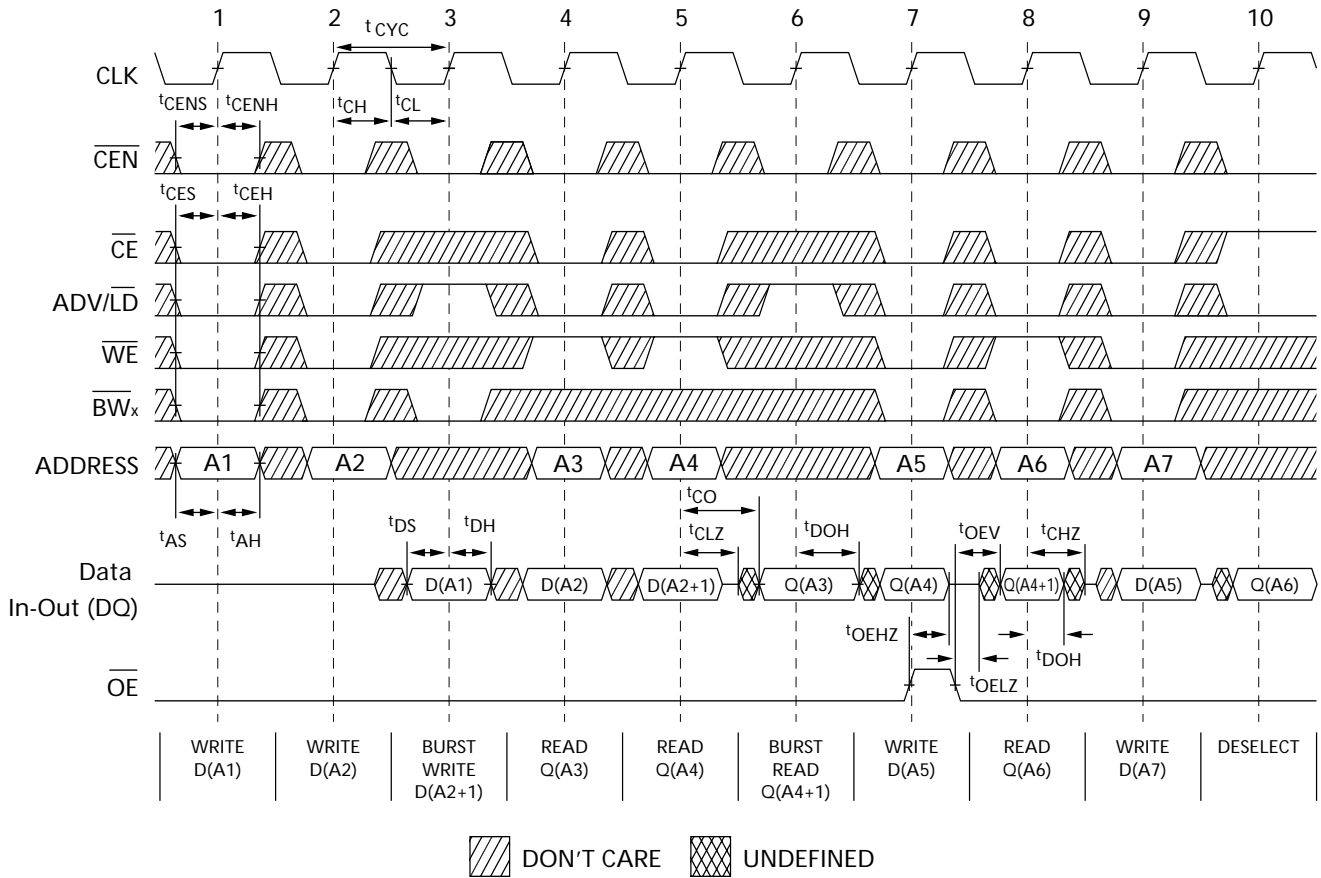 1 2 3 4 5 6 7 8 9 10
tCYC
CLK
tCENS tCENH tCH tCL
CEN
tCES tCEH
CE
ADV/LD
WE
BWx
ADDRESS A1 A2 A3 A4 A5 A6 A7
tCO
tAS tAH tDS tDH tCLZ tDOH tOEV tCHZ
Data
In-Out (DQ)
D(A1) D(A2) D(A2+1) Q(A3) Q(A4) Q(A4+1) D(A5) Q(A6)
tOEHZ tDOH
tOELZ
OE
WRITE
D(A1)
WRITE
D(A2)
BURST
WRITE
D(A2+1)
READ
Q(A3)
READ
Q(A4)
BURST
READ
Q(A4+1)
WRITE
D(A5)
READ
Q(A6)
WRITE
D(A7)
DESELECT
DON'T CARE UNDEFINED